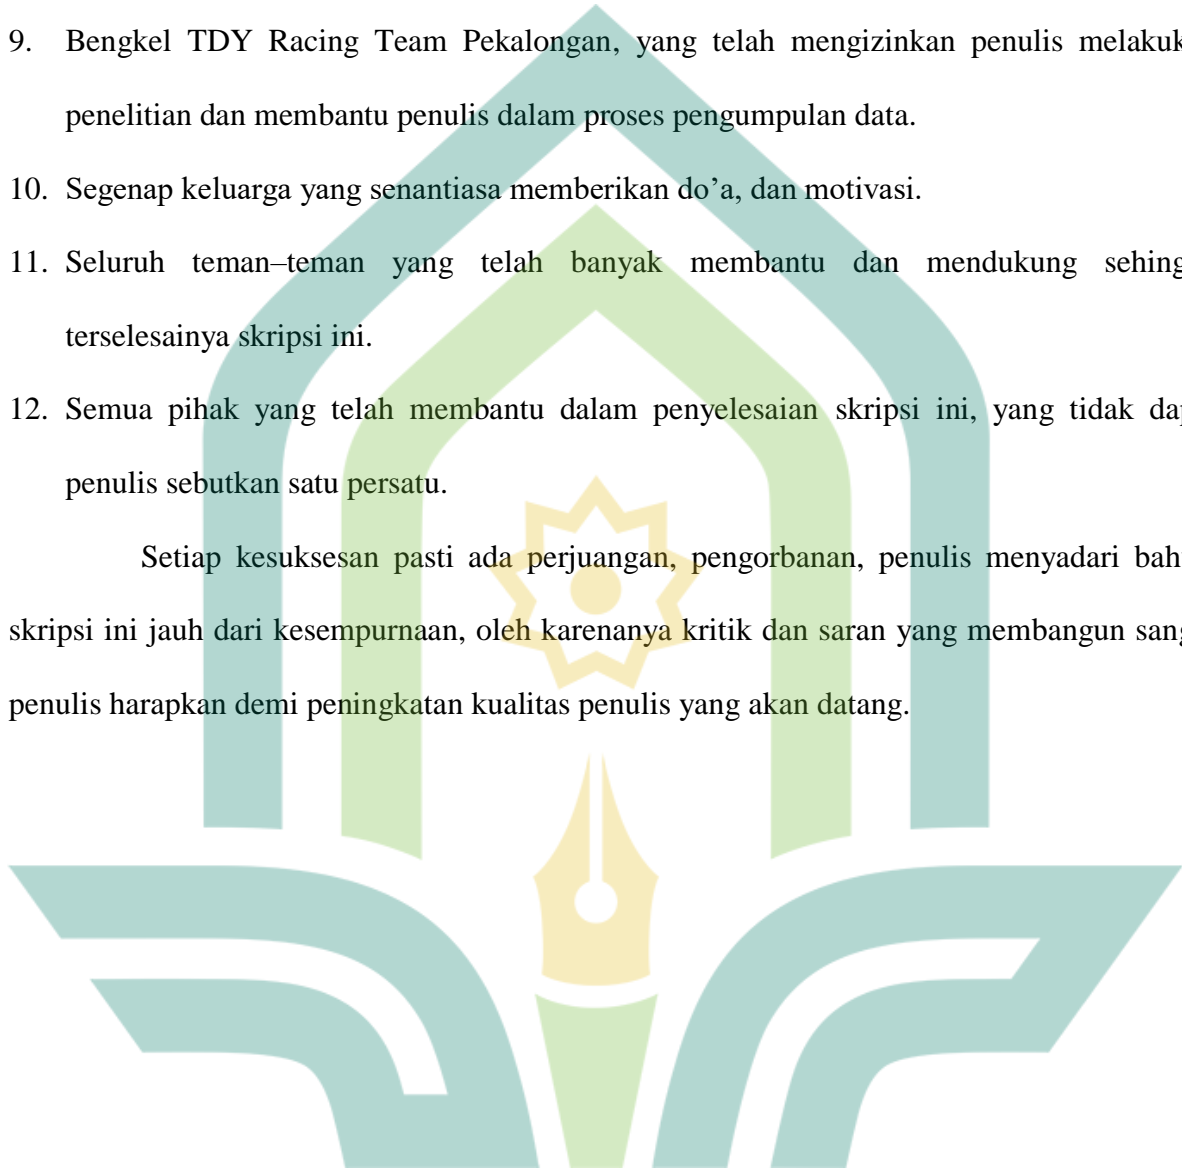 9. Bengkel TDY Racing Team Pekalongan, yang telah mengizinkan penulis melakuk
penelitian dan membantu penulis dalam proses pengumpulan data.
10. Segenap keluarga yang senantiasa memberikan do’a, dan motivasi.
11. Seluruh teman–teman yang telah banyak membantu dan mendukung sehing
terselesainya skripsi ini.
12. Semua pihak yang telah membantu dalam penyelesaian skripsi ini, yang tidak dap
penulis sebutkan satu persatu.
Setiap kesuksesan pasti ada perjuangan, pengorbanan, penulis menyadari bah
skripsi ini jauh dari kesempurnaan, oleh karenanya kritik dan saran yang membangun sang
penulis harapkan demi peningkatan kualitas penulis yang akan datang.